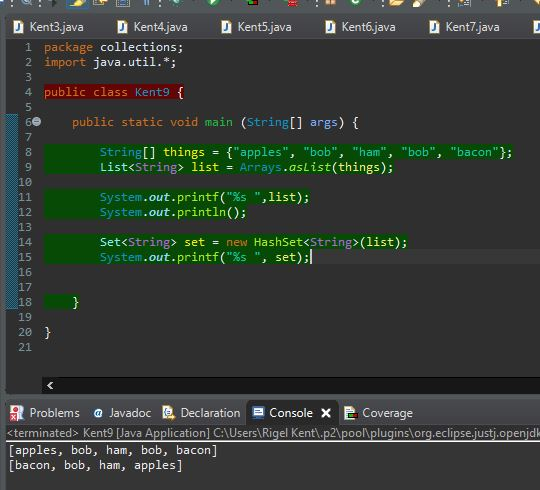 Kent3.java Kent4.java Kent5.java Kent6.java Kent7.java
1 package collections;
2 import java.util.*;
3
4 public class Kent9 {
5
6 public static void main (String[] args) {
7
8 String[] things = {"apples", "bob", "ham", "bob", "bacon"};
9 List<String> list = Arrays.asList(things);
10
11 System.out.printf("%s ",list);
12 System.out.println();
13
14 Set<String> set = new HashSet<String>(list);
15 System.out.printf("%s ", set);
16
17
18 }
19
20 }
21
Problems Javadoc Declaration Console Coverage
<terminated> Kent9 [Java Application] C:\Users\Rigel Kent\.p2\pool\plugins\org.eclipse.justj.openjdk
[apples, bob, ham, bob, bacon]
[bacon, bob, ham, apples]